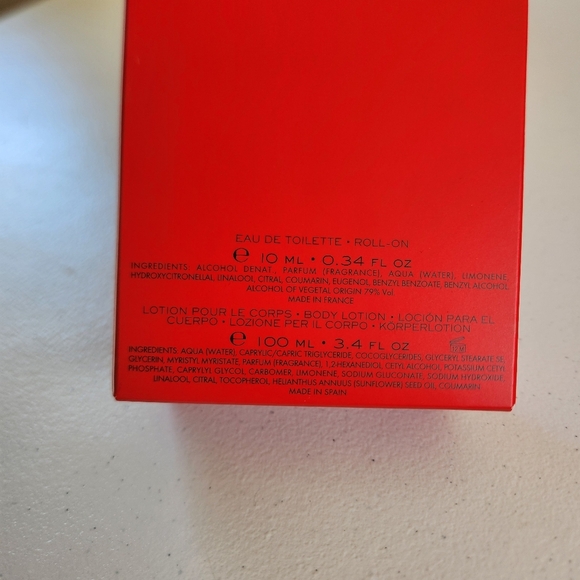 EAU DE TOILETTE • ROLL-ON
℮ 10 ML * 0.34 FL OZ
INGREDIENTS: ALCOHOL DENAT., PARFUM (FRAGRANCE), AQUA (WATER), LIMONENE,
HYDROXYCITRONELLAL, LINALOOL, CITRAL COUMARIN, EUGENOL, BENZYL BENZOATE, BENZYL ALCOHOL
ALCOHOL OF VEGETAL ORIGIN 79% Vol.
MADE IN FRANCE
LOTION POUR LE CORPS • BODY LOTION • LOCIÓN PARA EL
CUERPO • LOZIONE PER IL CORPO • KÖRPERLOTION
℮ 100 ML * 3.4 FL OZ
INGREDIENTS: AQUA (WATER), CAPRYLIC/CAPRIC TRIGLYCERIDE, COCOGLYCERIDES, GLYCERYL STEARATE SE,
GLYCERIN, MYRISTYL MYRISTATE, PARFUM (FRAGRANCE), 1,2-HEXANEDIOL, CETYL ALCOHOL, POTASSIUM CETYL
PHOSPHATE, CAPRYLYL GLYCOL, CARBOMER, LIMONENE, SODIUM GLUCONATE, SODIUM HYDROXIDE,
LINALOOL, CITRAL, TOCOPHEROL, HELIANTHUS ANNUUS (SUNFLOWER) SEED OIL, COUMARIN
MADE IN SPAIN